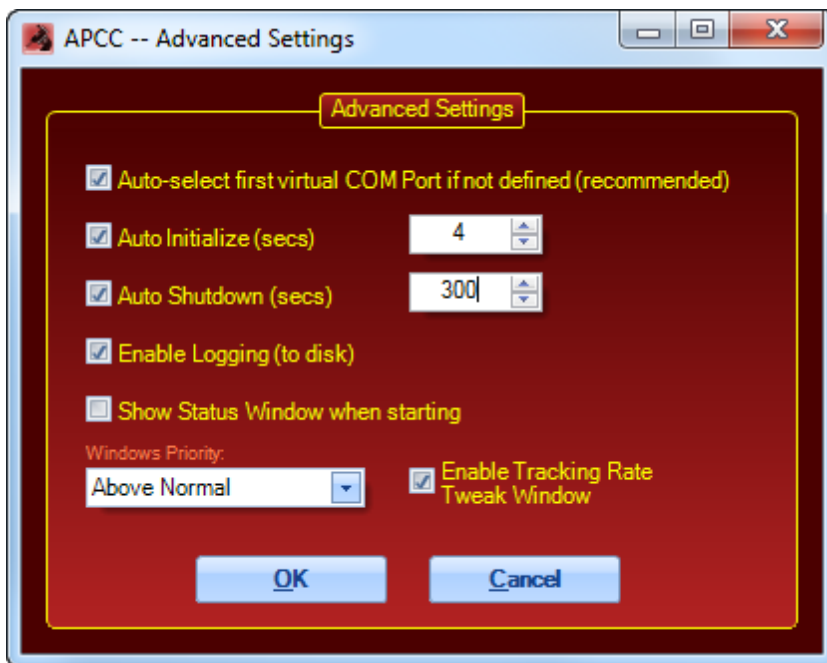 APCC -- Advanced Settings
Advanced Settings
Auto-select first virtual COM Port if not defined (recommended)
Auto Initialize (secs) 4
Auto Shutdown (secs) 300
Enable Logging (to disk)
Show Status Window when starting
Windows Priority:
Above Normal
Enable Tracking Rate
Tweak Window
OK Cancel